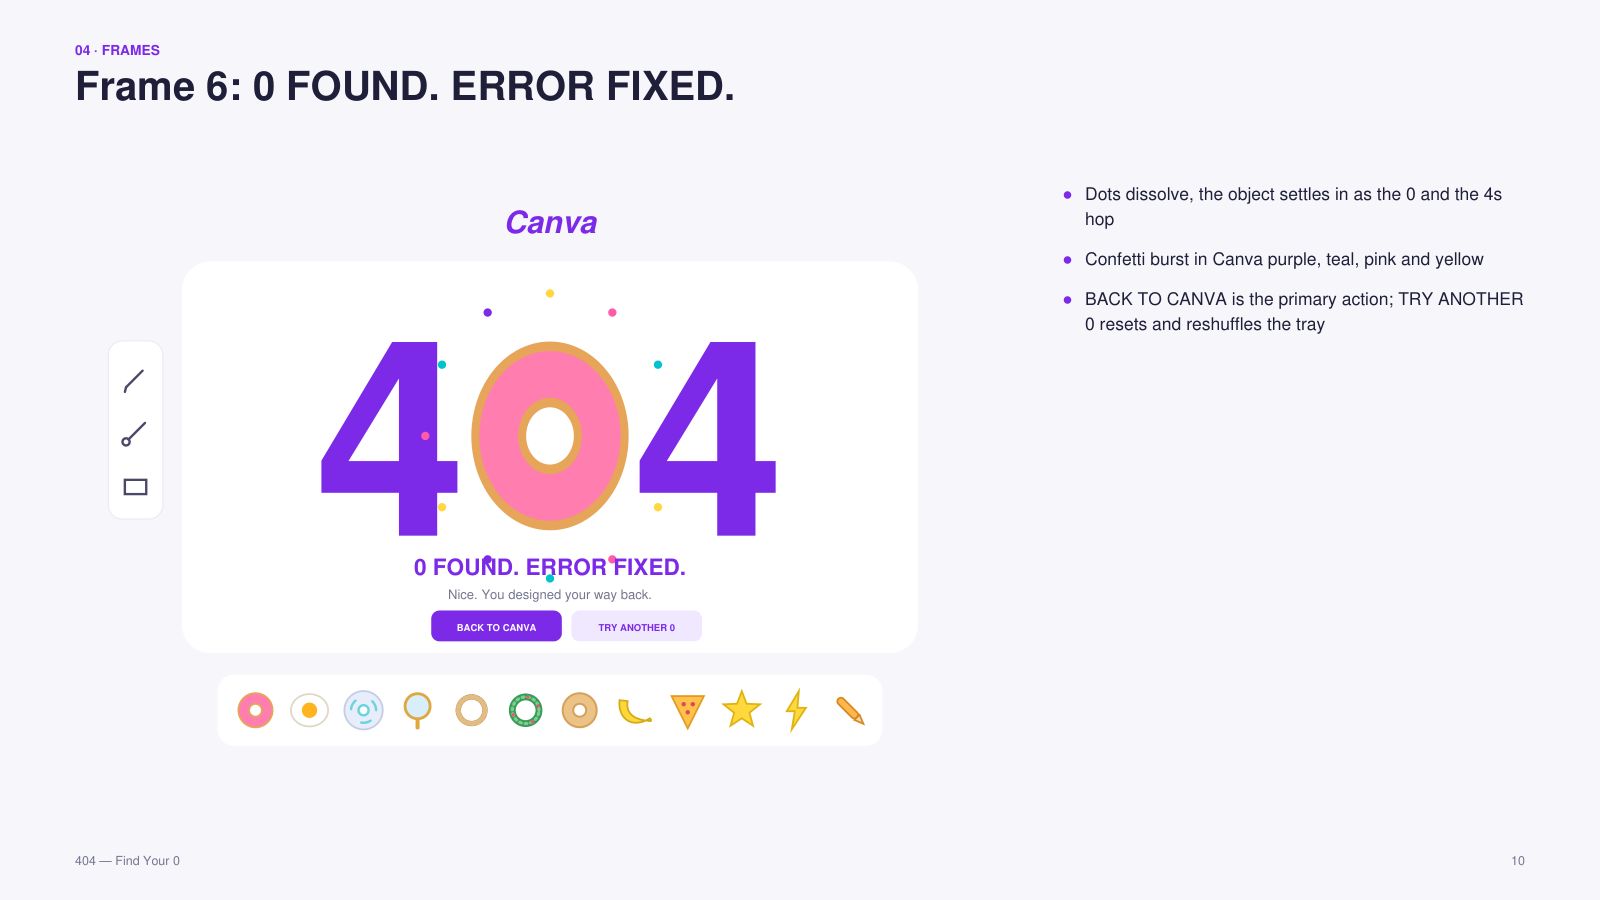 04 · FRAMES
Frame 6: 0 FOUND. ERROR FIXED.
Canva
4 4
0 FOUND. ERROR FIXED.
Nice. You designed your way back.
BACK TO CANVA
TRY ANOTHER 0
Dots dissolve, the object settles in as the 0 and the 4s
hop
Confetti burst in Canva purple, teal, pink and yellow
BACK TO CANVA is the primary action; TRY ANOTHER
0 resets and reshuffles the tray
404 — Find Your 0
10